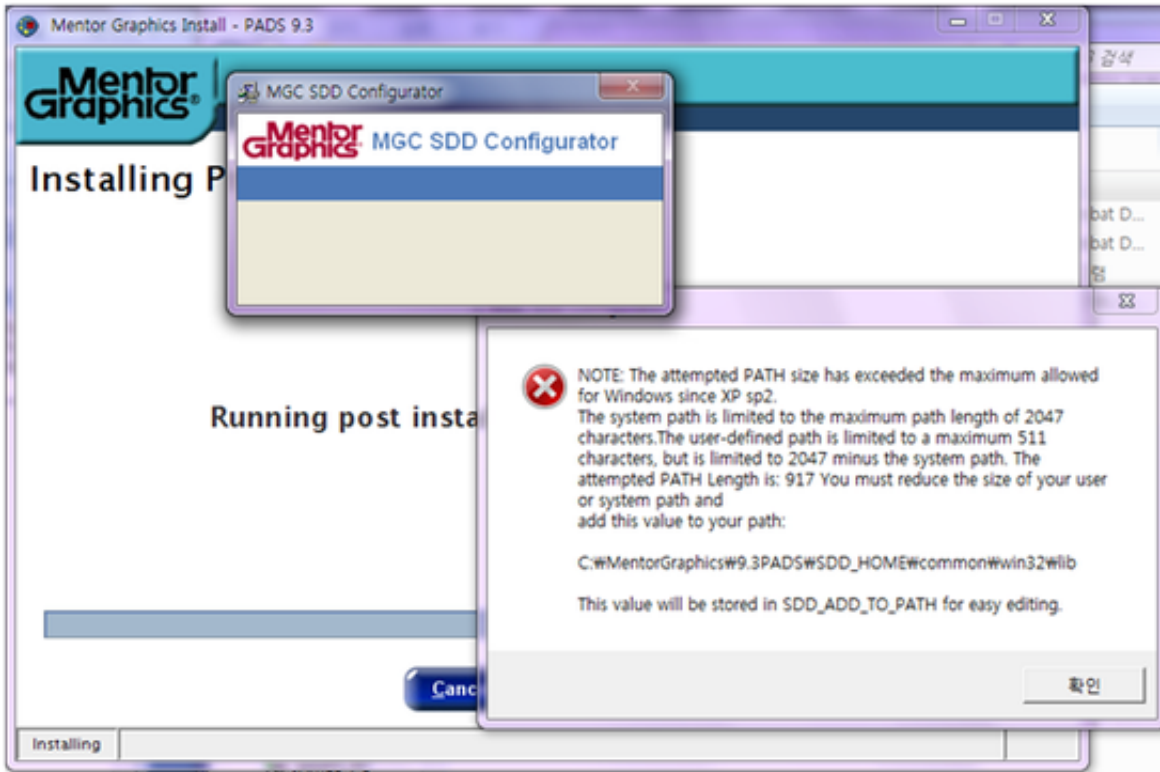 Mentor Graphics Install - PADS 9.3
검색
Mentor
Graphics®
MGC SDD Configurator
Mentor
Graphics
MGC SDD Configurator
Installing P
bat D...
bat D...
Running post insta
NOTE: The attempted PATH size has exceeded the maximum allowed
for Windows since XP sp2.
The system path is limited to the maximum path length of 2047
characters.The user-defined path is limited to a maximum 511
characters, but is limited to 2047 minus the system path. The
attempted PATH Length is: 917 You must reduce the size of your user
or system path and
add this value to your path:
C:₩MentorGraphics₩9.3PADS₩SDD_HOME₩common₩win32₩lib
This value will be stored in SDD_ADD_TO_PATH for easy editing.
확인
Canc
Installing